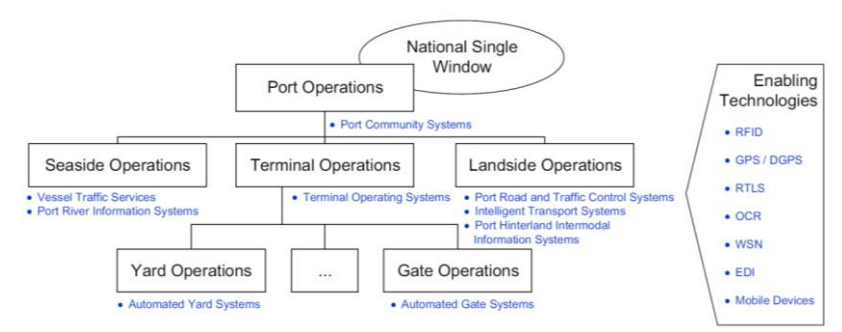 National Single
Window
Port Operations
• Port Community Systems
Seaside Operations
Terminal Operations
Landside Operations
• Vessel Traffic Services
• Port River Information Systems
• Terminal Operating Systems
• Port Road and Traffic Control Systems
• Intelligent Transport Systems
• Port Hinterland Intermodal
Information Systems
Yard Operations
...
Gate Operations
• Automated Yard Systems
• Automated Gate Systems
Enabling
Technologies
• RFID
• GPS / DGPS
• RTLS
• OCR
• WSN
• EDI
• Mobile Devices